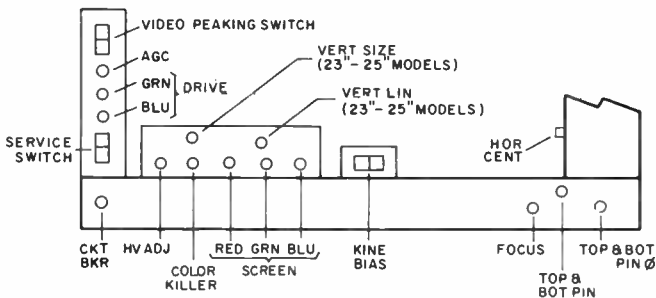 VIDEO PEAKING SWITCH
AGC
GRN
DRIVE
BLU
SERVICE
SWITCH
VERT SIZE
(23"-25"MODELS)
VERT LIN
(23"-25"MODELS)
HOR
CENT
CKT
BKR
HV ADJ
COLOR
KILLER
RED GRN BLU
SCREEN
KINE
BIAS
FOCUS
TOP &
BOT PIN
TOP & BOT
PIN Ø